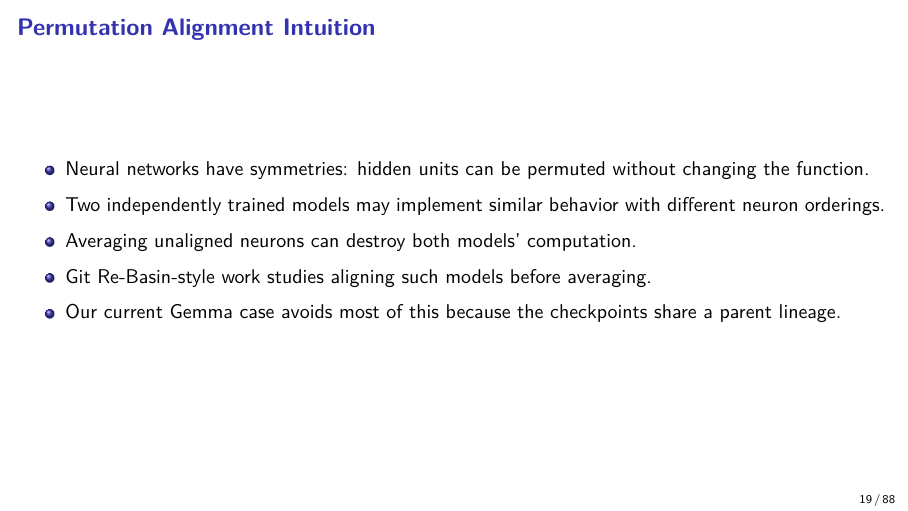 Permutation Alignment Intuition
Neural networks have symmetries: hidden units can be permuted without changing the function.
Two independently trained models may implement similar behavior with different neuron orderings.
Averaging unaligned neurons can destroy both models' computation.
Git Re-Basin-style work studies aligning such models before averaging.
Our current Gemma case avoids most of this because the checkpoints share a parent lineage.
19 / 88